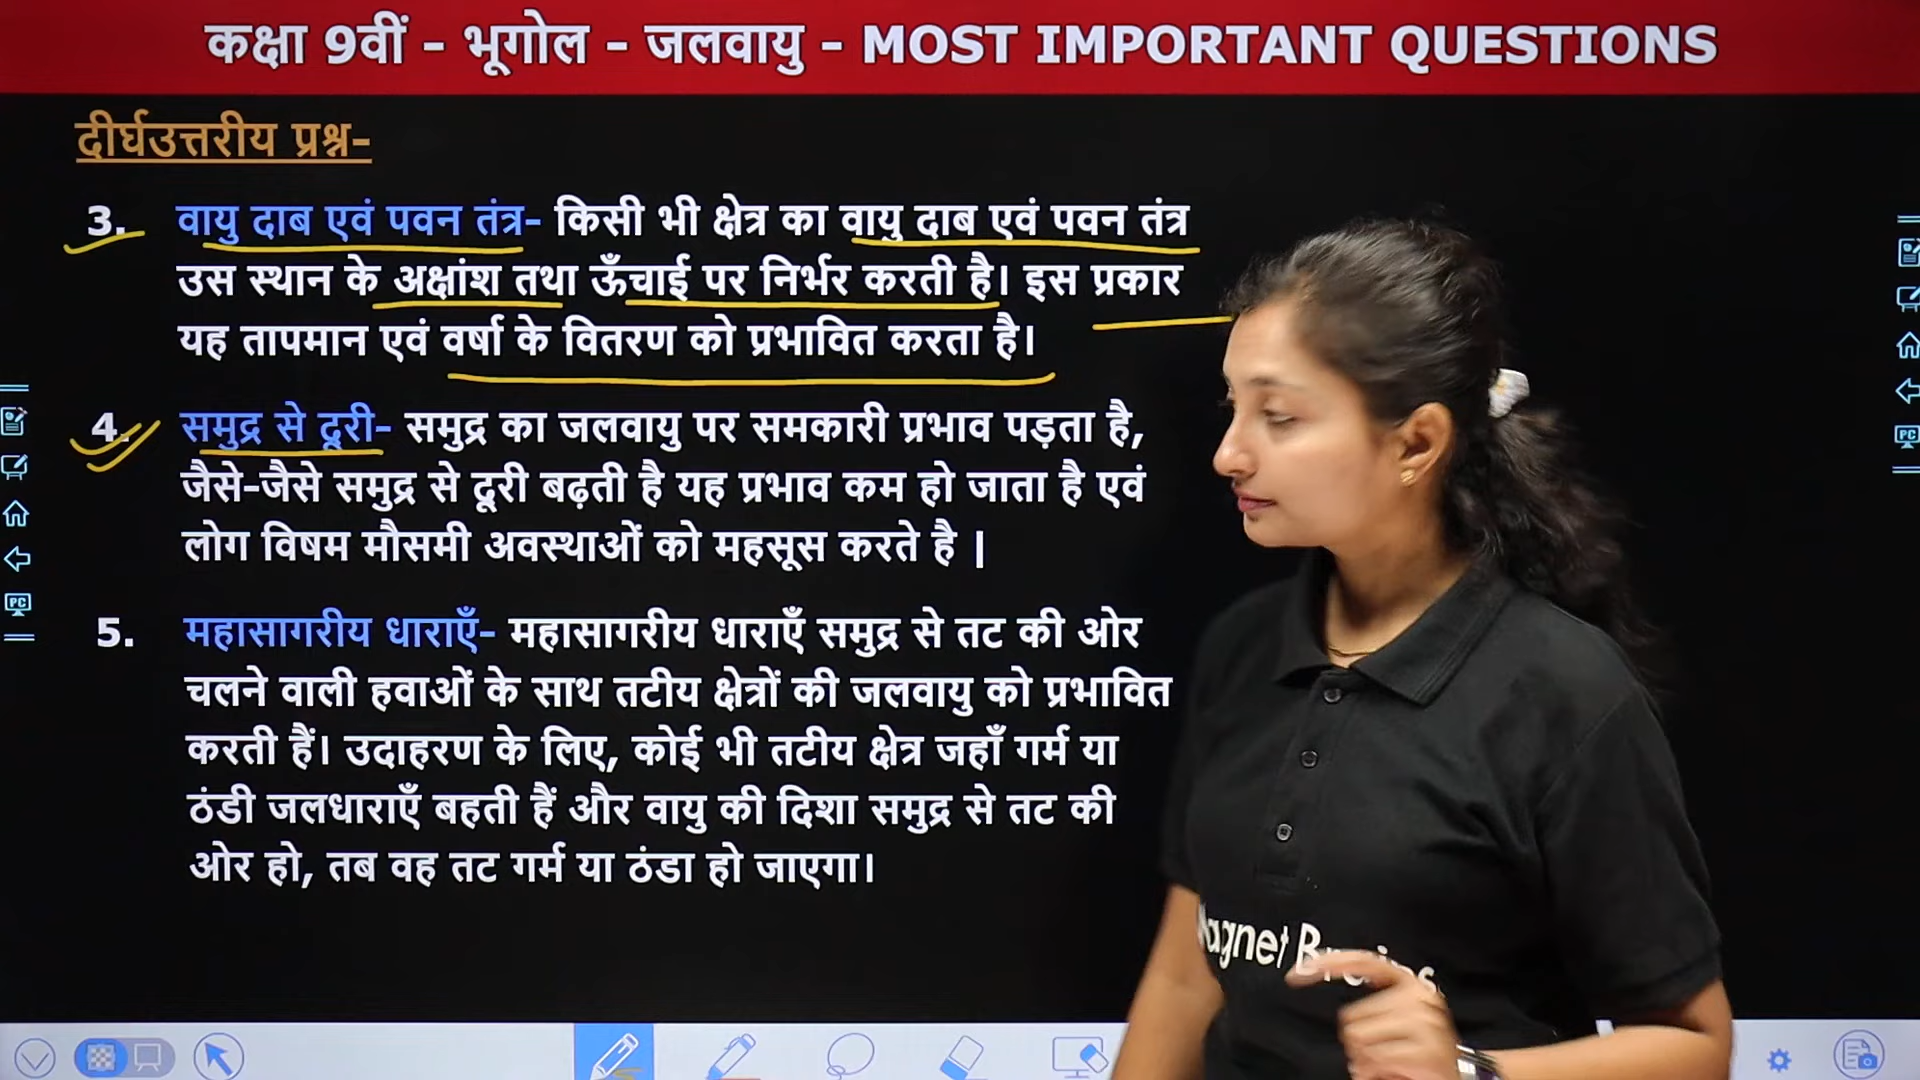 कक्षा 9वीं - भूगोल - जलवायु - MOST IMPORTANT QUESTIONS
दीर्घउत्तरीय प्रश्न-
3. वायु दाब एवं पवन तंत्र- किसी भी क्षेत्र का वायु दाब एवं पवन तंत्र
उस स्थान के अक्षांश तथा ऊँचाई पर निर्भर करती है। इस प्रकार
यह तापमान एवं वर्षा के वितरण को प्रभावित करता है।
4. समुद्र से दूरी- समुद्र का जलवायु पर समकारी प्रभाव पड़ता है,
जैसे-जैसे समुद्र से दूरी बढ़ती है यह प्रभाव कम हो जाता है एवं
लोग विषम मौसमी अवस्थाओं को महसूस करते है |
5. महासागरीय धाराएँ- महासागरीय धाराएँ समुद्र से तट की ओर
चलने वाली हवाओं के साथ तटीय क्षेत्रों की जलवायु को प्रभावित
करती हैं। उदाहरण के लिए, कोई भी तटीय क्षेत्र जहाँ गर्म या
ठंडी जलधाराएँ बहती हैं और वायु की दिशा समुद्र से तट की
ओर हो, तब वह तट गर्म या ठंडा हो जाएगा।
PC
PC